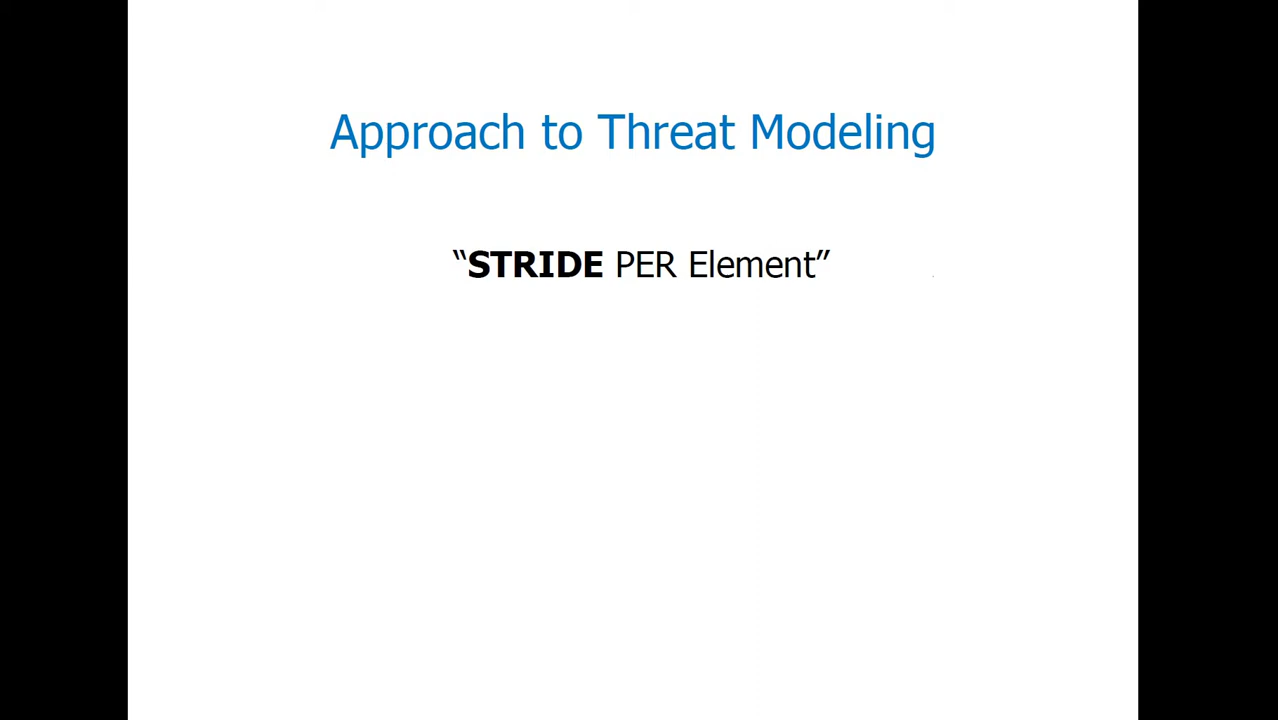 Approach to Threat Modeling
“STRIDE PER Element”